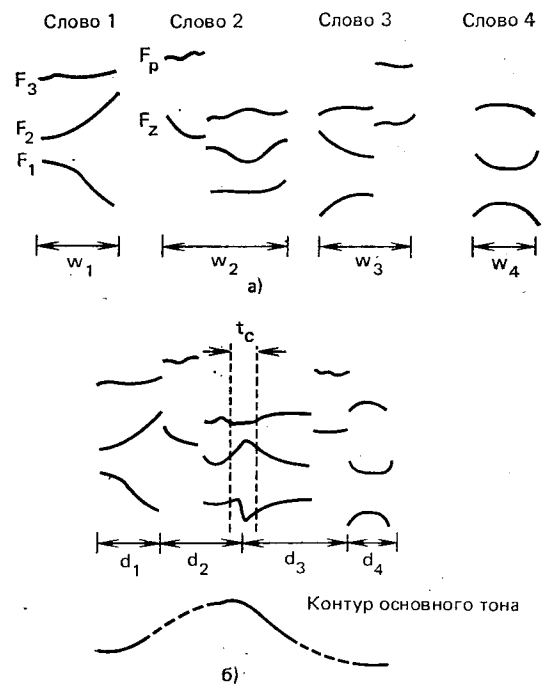 Слово 1 Слово 2 Слово 3 Слово 4
Fp
F3
Fz
F2
F1
w1 w2 w3 w4
а)
tc
d1 d2 d3 d4
Контур основного тона
б)